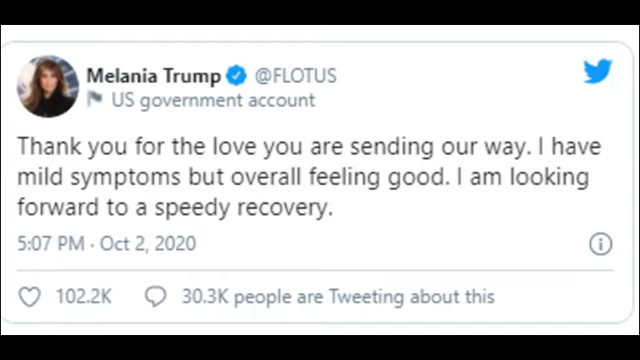 Melania Trump @FLOTUS
US government account
Thank you for the love you are sending our way. I have
mild symptoms but overall feeling good. I am looking
forward to a speedy recovery.
5:07 PM · Oct 2, 2020
102.2K 30.3K people are Tweeting about this